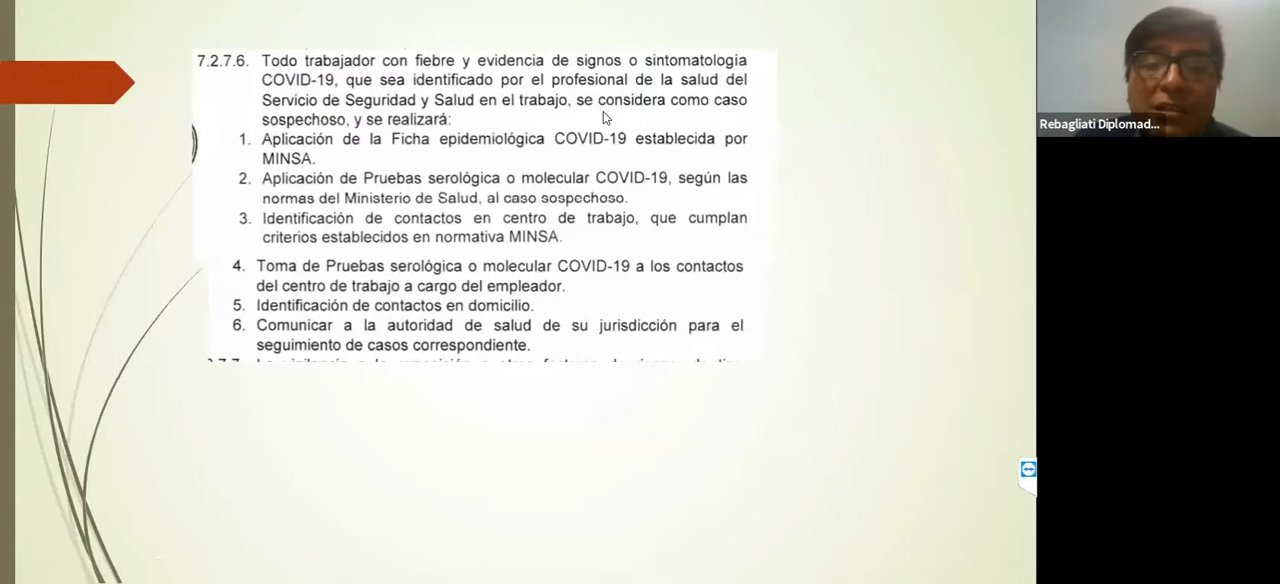 7.2.7.6. Todo trabajador con fiebre y evidencia de signos o sintomatología
COVID-19, que sea identificado por el profesional de la salud del
Servicio de Seguridad y Salud en el trabajo, se considera como caso
sospechoso, y se realizará:
1. Aplicación de la Ficha epidemiológica COVID-19 establecida por
MINSA.
2. Aplicación de Pruebas serológica o molecular COVID-19, según las
normas del Ministerio de Salud, al caso sospechoso.
3. Identificación de contactos en centro de trabajo, que cumplan
criterios establecidos en normativa MINSA.
4. Toma de Pruebas serológica o molecular COVID-19 a los contactos
del centro de trabajo a cargo del empleador.
5. Identificación de contactos en domicilio.
6. Comunicar a la autoridad de salud de su jurisdicción para el
seguimiento de casos correspondiente.
Rebagliati Diplomad...